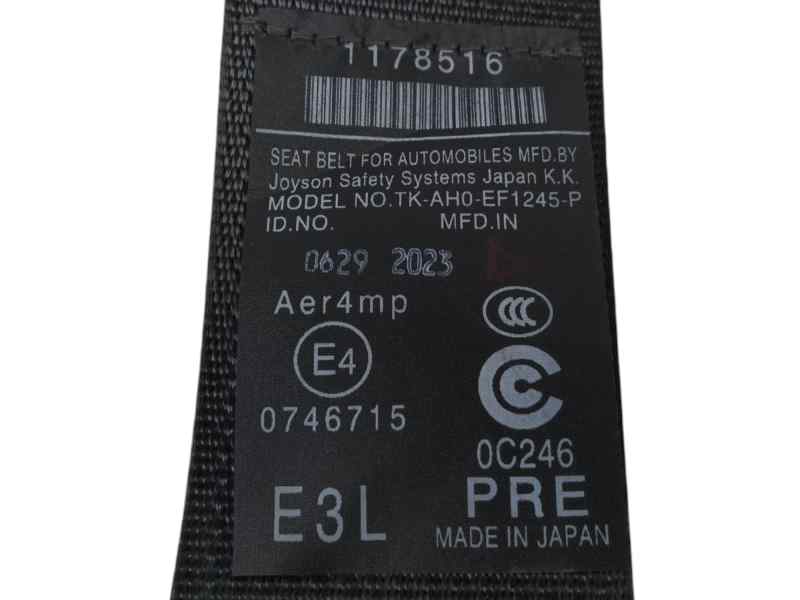 1178516
SEAT BELT FOR AUTOMOBILES MFD.BY
Joyson Safety Systems Japan K.K.
MODEL NO.TK-AH0-EF1245-P
ID.NO. MFD.IN
0629 2023
Aer4mp
CCC
E4
0746715
0C246
E3L
PRE
MADE IN JAPAN